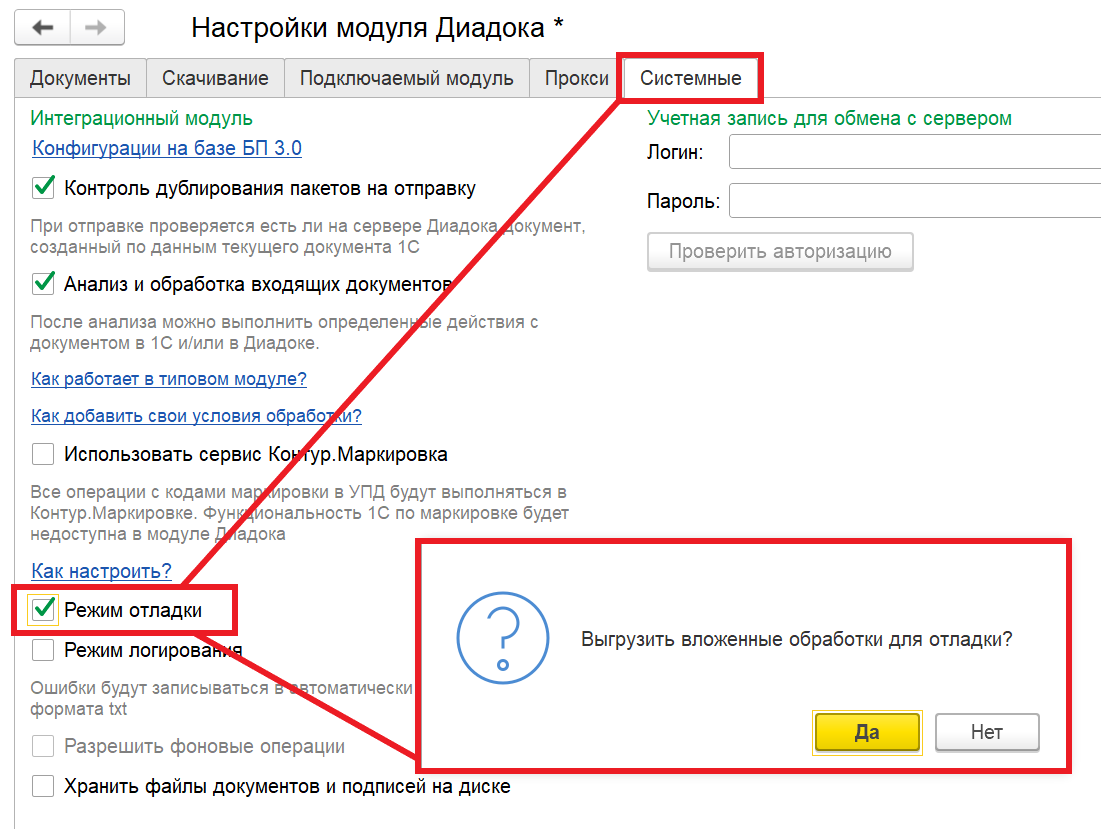 Настройки модуля Диадока *
Документы
Скачивание
Подключаемый модуль
Прокси
Системные
Интеграционный модуль
Конфигурации на базе БП 3.0
Контроль дублирования пакетов на отправку
При отправке проверяется есть ли на сервере Диадока документ,
созданный по данным текущего документа 1С
Анализ и обработка входящих документов
После анализа можно выполнить определенные действия с
документом в 1С и/или в Диадоке.
Как работает в типовом модуле?
Как добавить свои условия обработки?
Использовать сервис Контур.Маркировка
Все операции с кодами маркировки в УПД будут выполняться в
Контур.Маркировке. Функциональность 1С по маркировке будет
недоступна в модуле Диадока
Как настроить?
Режим отладки
Режим логирования
Ошибки будут записываться в автоматически
формата txt
Разрешить фоновые операции
Хранить файлы документов и подписей на диске
Учетная запись для обмена с сервером
Логин:
Пароль:
Проверить авторизацию
Выгрузить вложенные обработки для отладки?
Да
Нет